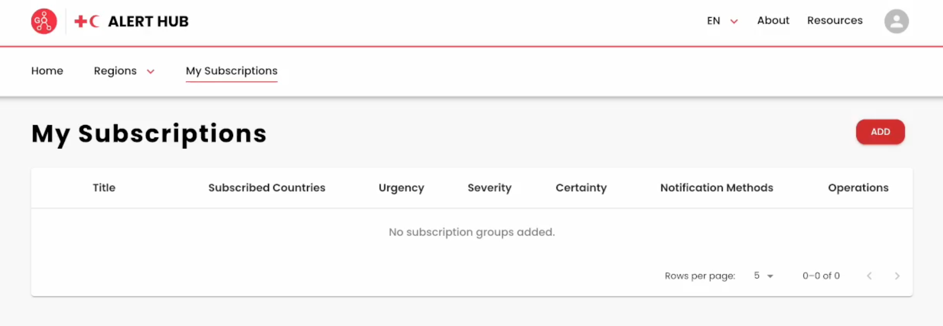 GO ALERT HUB EN About Resources
Home Regions My Subscriptions
My Subscriptions ADD
Title Subscribed Countries Urgency Severity Certainty Notification Methods Operations
No subscription groups added.
Rows per page: 5 0–0 of 0